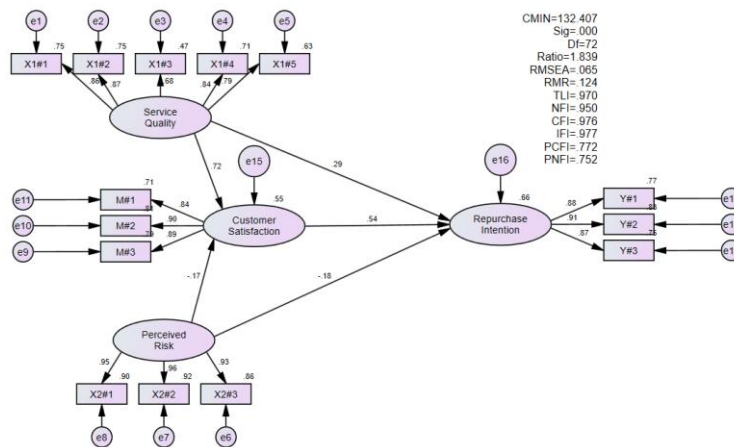 e1
e2
e3
e4
e5
.75
.75
.47
.71
.63
X1#1
X1#2
X1#3
X1#4
X1#5
.86
.87
.68
.84
.79
Service
Quality
CMIN=132.407
Sig=.000
Df=72
Ratio=1.839
RMSEA=.065
RMR=.124
TLI=.970
NFI=.950
CFI=.976
IFI=.977
PCFI=.772
PNFI=.752
e15
e16
.72
.29
.55
.66
e11
e10
e9
.71
M#1
M#2
.79
M#3
.84
.90
.89
Customer
Satisfaction
.54
Repurchase
Intention
.88
.91
.87
.77
Y#1
Y#2
.75
Y#3
e1
e1
e1
-.17
-.18
Perceived
Risk
.95
.96
.93
.90
.92
.86
X2#1
X2#2
X2#3
e8
e7
e6